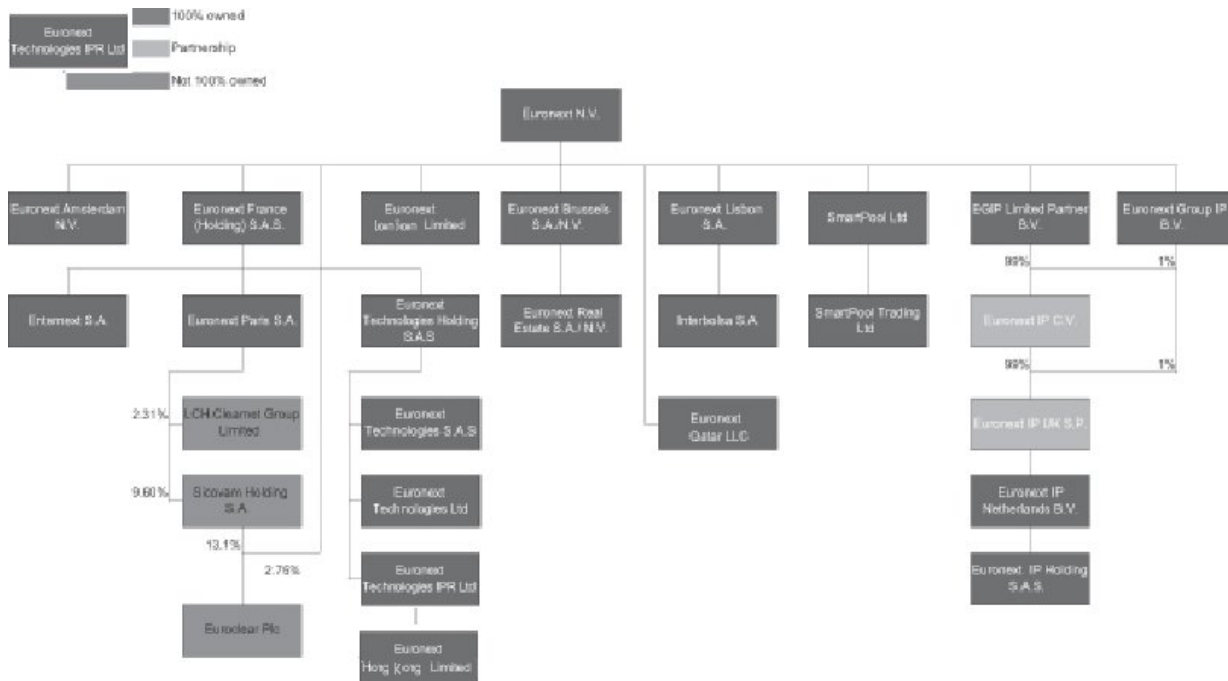 Euronext
Technologies IPR Ltd
100% owned
Partnership
Not 100% owned
Euronext N.V.
Euronext Amsterdam
N.V.
Euronext France
(Holding) S.A.S.
Euronext
London Limited
Euronext Brussels
S.A./N.V.
Euronext Lisbon
S.A.
SmartPool Ltd
EGIP Limited Partner
B.V.
Euronext Group IP
B.V.
99%
1%
Enternext S.A.
Euronext Paris S.A.
Euronext
Technologies Holding
S.A.S
Euronext Real
Estate S.A./N.V.
Interbolsa S.A.
SmartPool Trading
Ltd
Euronext IP C.V.
99%
1%
2.31%
LCH Clearnet Group
Limited
Euronext
Technologies S.A.S
Euronext
Qatar LLC
Euronext IP UK S.P.
9.60%
Sicovam Holding
S.A.
Euronext
Technologies Ltd
Euronext IP
Netherlands B.V.
13.1%
2.76%
Euronext
Technologies IPR Ltd
Euronext IP Holding
S.A.S.
Euroclear Plc
Euronext
Hong Kong Limited